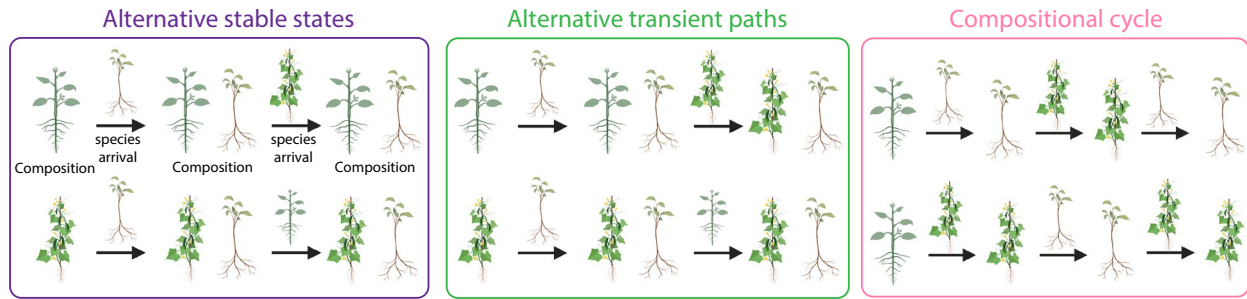 Alternative stable states
Alternative transient paths
Compositional cycle
species
arrival
species
arrival
Composition
Composition
Composition